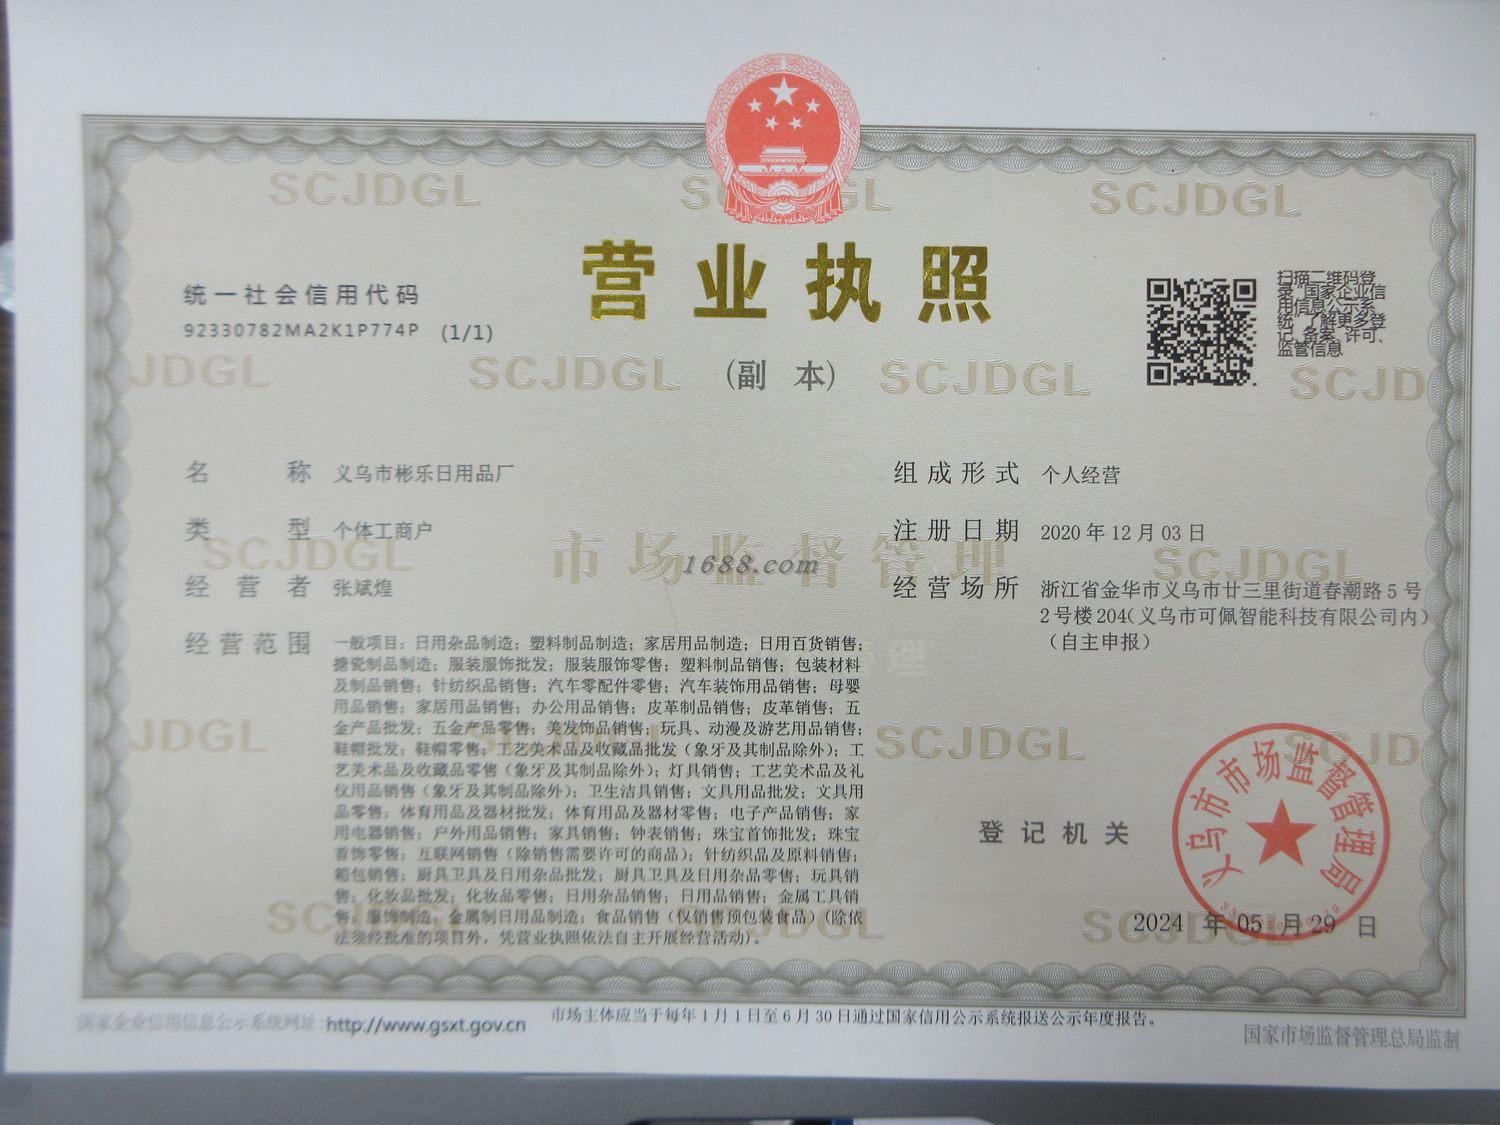 营业执照
（副 本）
统一社会信用代码
92330782MA2K1P774P （1/1）
扫描二维码登
录“国家企业信
用信息公示系
统”了解更多登
记、备案、许可、
监管信息
名 称 义乌市彬乐日用品厂
类 型 个体工商户
经 营 者 张斌煌
经营范围 一般项目：日用杂品制造；塑料制品制造；家居用品制造；日用百货销售；
搪瓷制品制造；服装服饰批发；服装服饰零售；塑料制品销售；包装材料
及制品销售；针纺织品销售；汽车零配件零售；汽车装饰用品销售；母婴
用品销售；家居用品销售；办公用品销售；皮革制品销售；皮革销售；五
金产品批发；五金产品零售；美发饰品销售；玩具、动漫及游艺用品销售；
鞋帽批发；鞋帽零售；工艺美术品及收藏品批发（象牙及其制品除外）；工
艺美术品及收藏品零售（象牙及其制品除外）；灯具销售；工艺美术品及礼
仪用品销售（象牙及其制品除外）；卫生洁具销售；文具用品批发；文具用
品零售；体育用品及器材批发；体育用品及器材零售；电子产品销售；家
用电器销售；户外用品销售；家具销售；钟表销售；珠宝首饰批发；珠宝
首饰零售；互联网销售（除销售需要许可的商品）；针纺织品及原料销售；
箱包销售；厨具卫具及日用杂品批发；厨具卫具及日用杂品零售；玩具销
售；化妆品批发；化妆品零售；日用杂品销售；日用品销售；金属工具销
售；服饰制造；金属制日用品制造；食品销售（仅销售预包装食品）（除依
法须经批准的项目外，凭营业执照依法自主开展经营活动）。
组成形式 个人经营
注册日期 2020 年 12 月 03 日
经营场所 浙江省金华市义乌市廿三里街道春潮路 5 号
2 号楼 204（义乌市可佩智能科技有限公司内）
（自主申报）
市场监督管理
1688.com
SCJDGL
登记机关
义乌市市场监督管理局
2024 年 05 月 29 日
国家企业信用信息公示系统网址：http://www.gsxt.gov.cn
市场主体应当于每年 1 月 1 日至 6 月 30 日通过国家信用公示系统报送公示年度报告。
国家市场监督管理总局监制